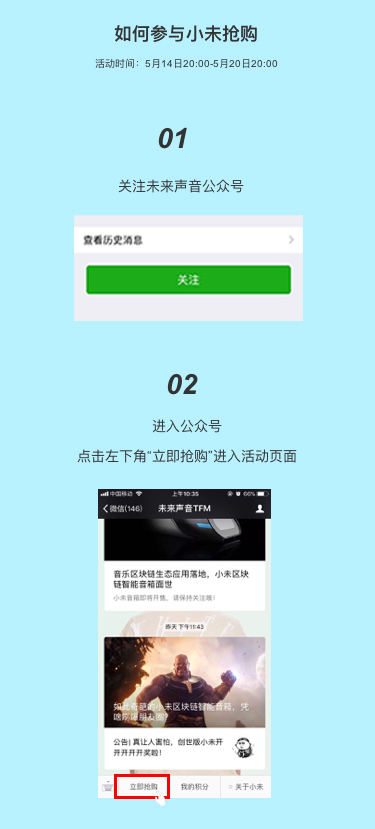 如何参与小未抢购
活动时间：5月14日20:00-5月20日20:00
01
关注未来声音公众号
查看历史消息
关注
02
进入公众号
点击左下角“立即抢购”进入活动页面
中国移动
上午10:35
66%
微信(146)
未来声音TFM
音乐区块链生态应用落地，小未区块
链智能音箱面世
小未音箱即将开售，请保持关注哦！
昨天 下午11:43
如此奇葩的小未区块链智能音箱，凭
啥刷爆朋友圈？
公告| 真让人害怕，创世版小未开
开开开开奖啦！
立即抢购
我的积分
关于小未